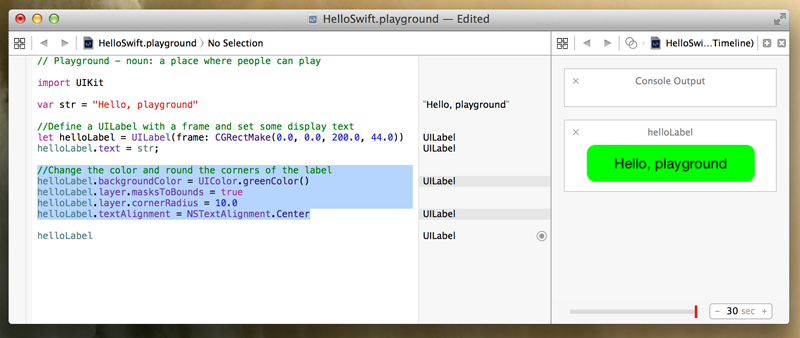 HelloSwift.playground — Edited
HelloSwift.playground 〉 No Selection
// Playground - noun: a place where people can play
import UIKit
var str = "Hello, playground"
//Define a UILabel with a frame and set some display text
let helloLabel = UILabel(frame: CGRectMake(0.0, 0.0, 200.0, 44.0))
helloLabel.text = str;
//Change the color and round the corners of the label
helloLabel.backgroundColor = UIColor.greenColor()
helloLabel.layer.masksToBounds = true
helloLabel.layer.cornerRadius = 10.0
helloLabel.textAlignment = NSTextAlignment.Center
helloLabel
"Hello, playground"
UILabel
UILabel
UILabel
UILabel
UILabel
HelloSwi...Timeline)
Console Output
helloLabel
Hello, playground
− 30 sec +